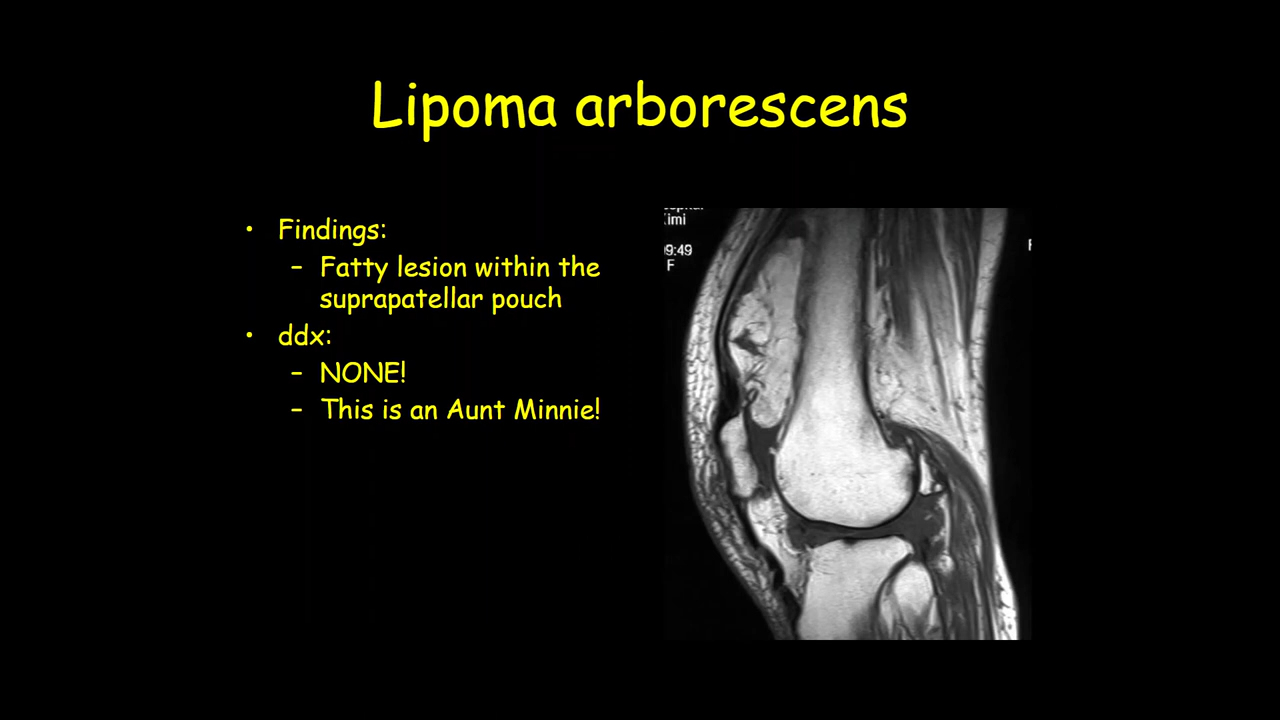 Lipoma arborescens
• Findings:
– Fatty lesion within the
suprapatellar pouch
• ddx:
– NONE!
– This is an Aunt Minnie!
9:49
F